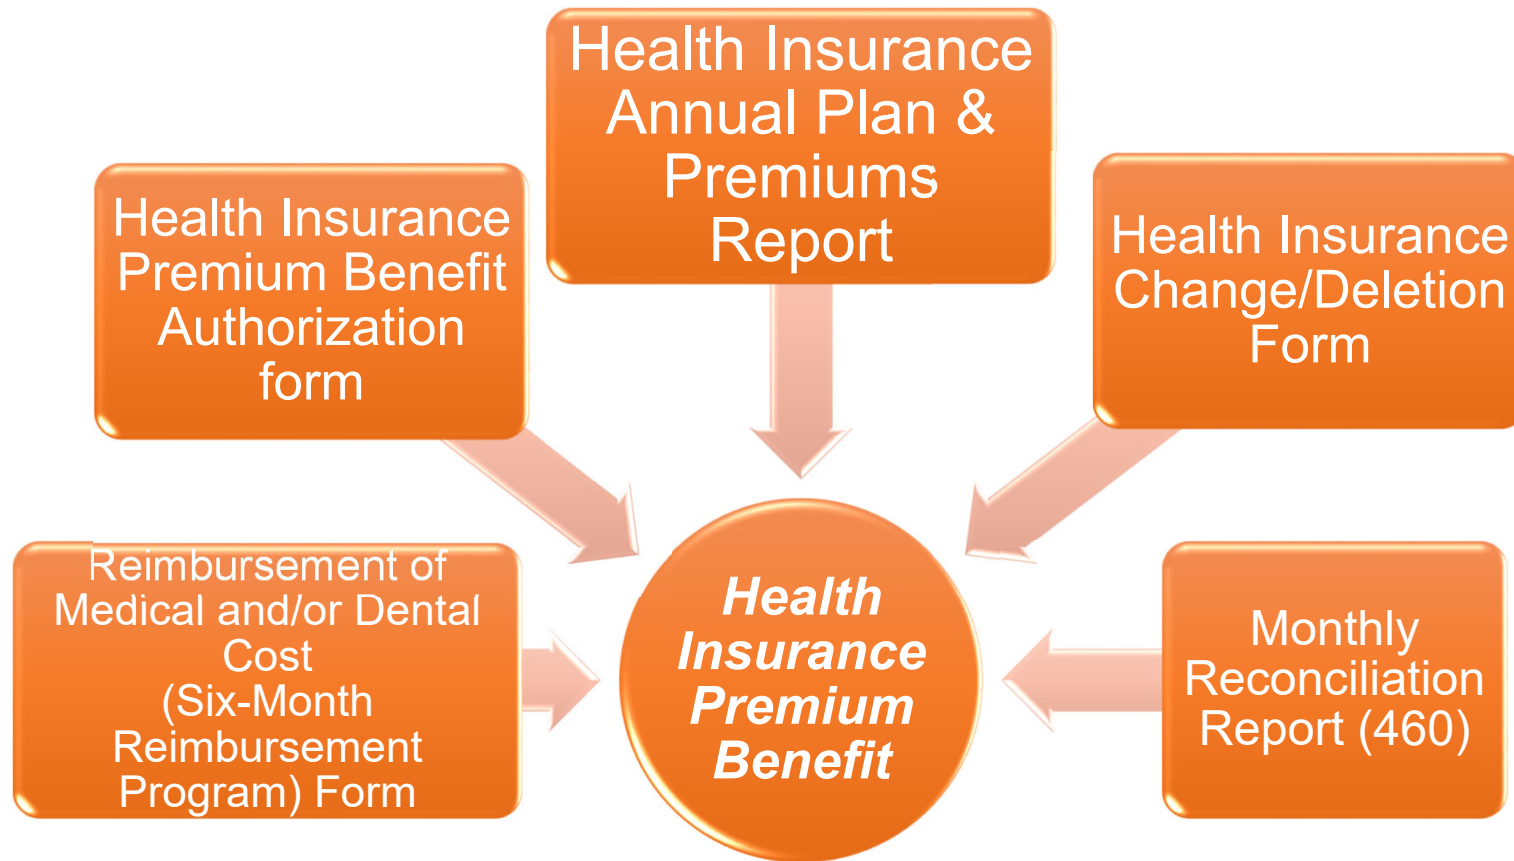 Health Insurance
Annual Plan &
Premiums
Report
Health Insurance
Premium Benefit
Authorization
form
Health Insurance
Change/Deletion
Form
Reimbursement of
Medical and/or Dental
Cost
(Six-Month
Reimbursement
Program) Form
Health
Insurance
Premium
Benefit
Monthly
Reconciliation
Report (460)